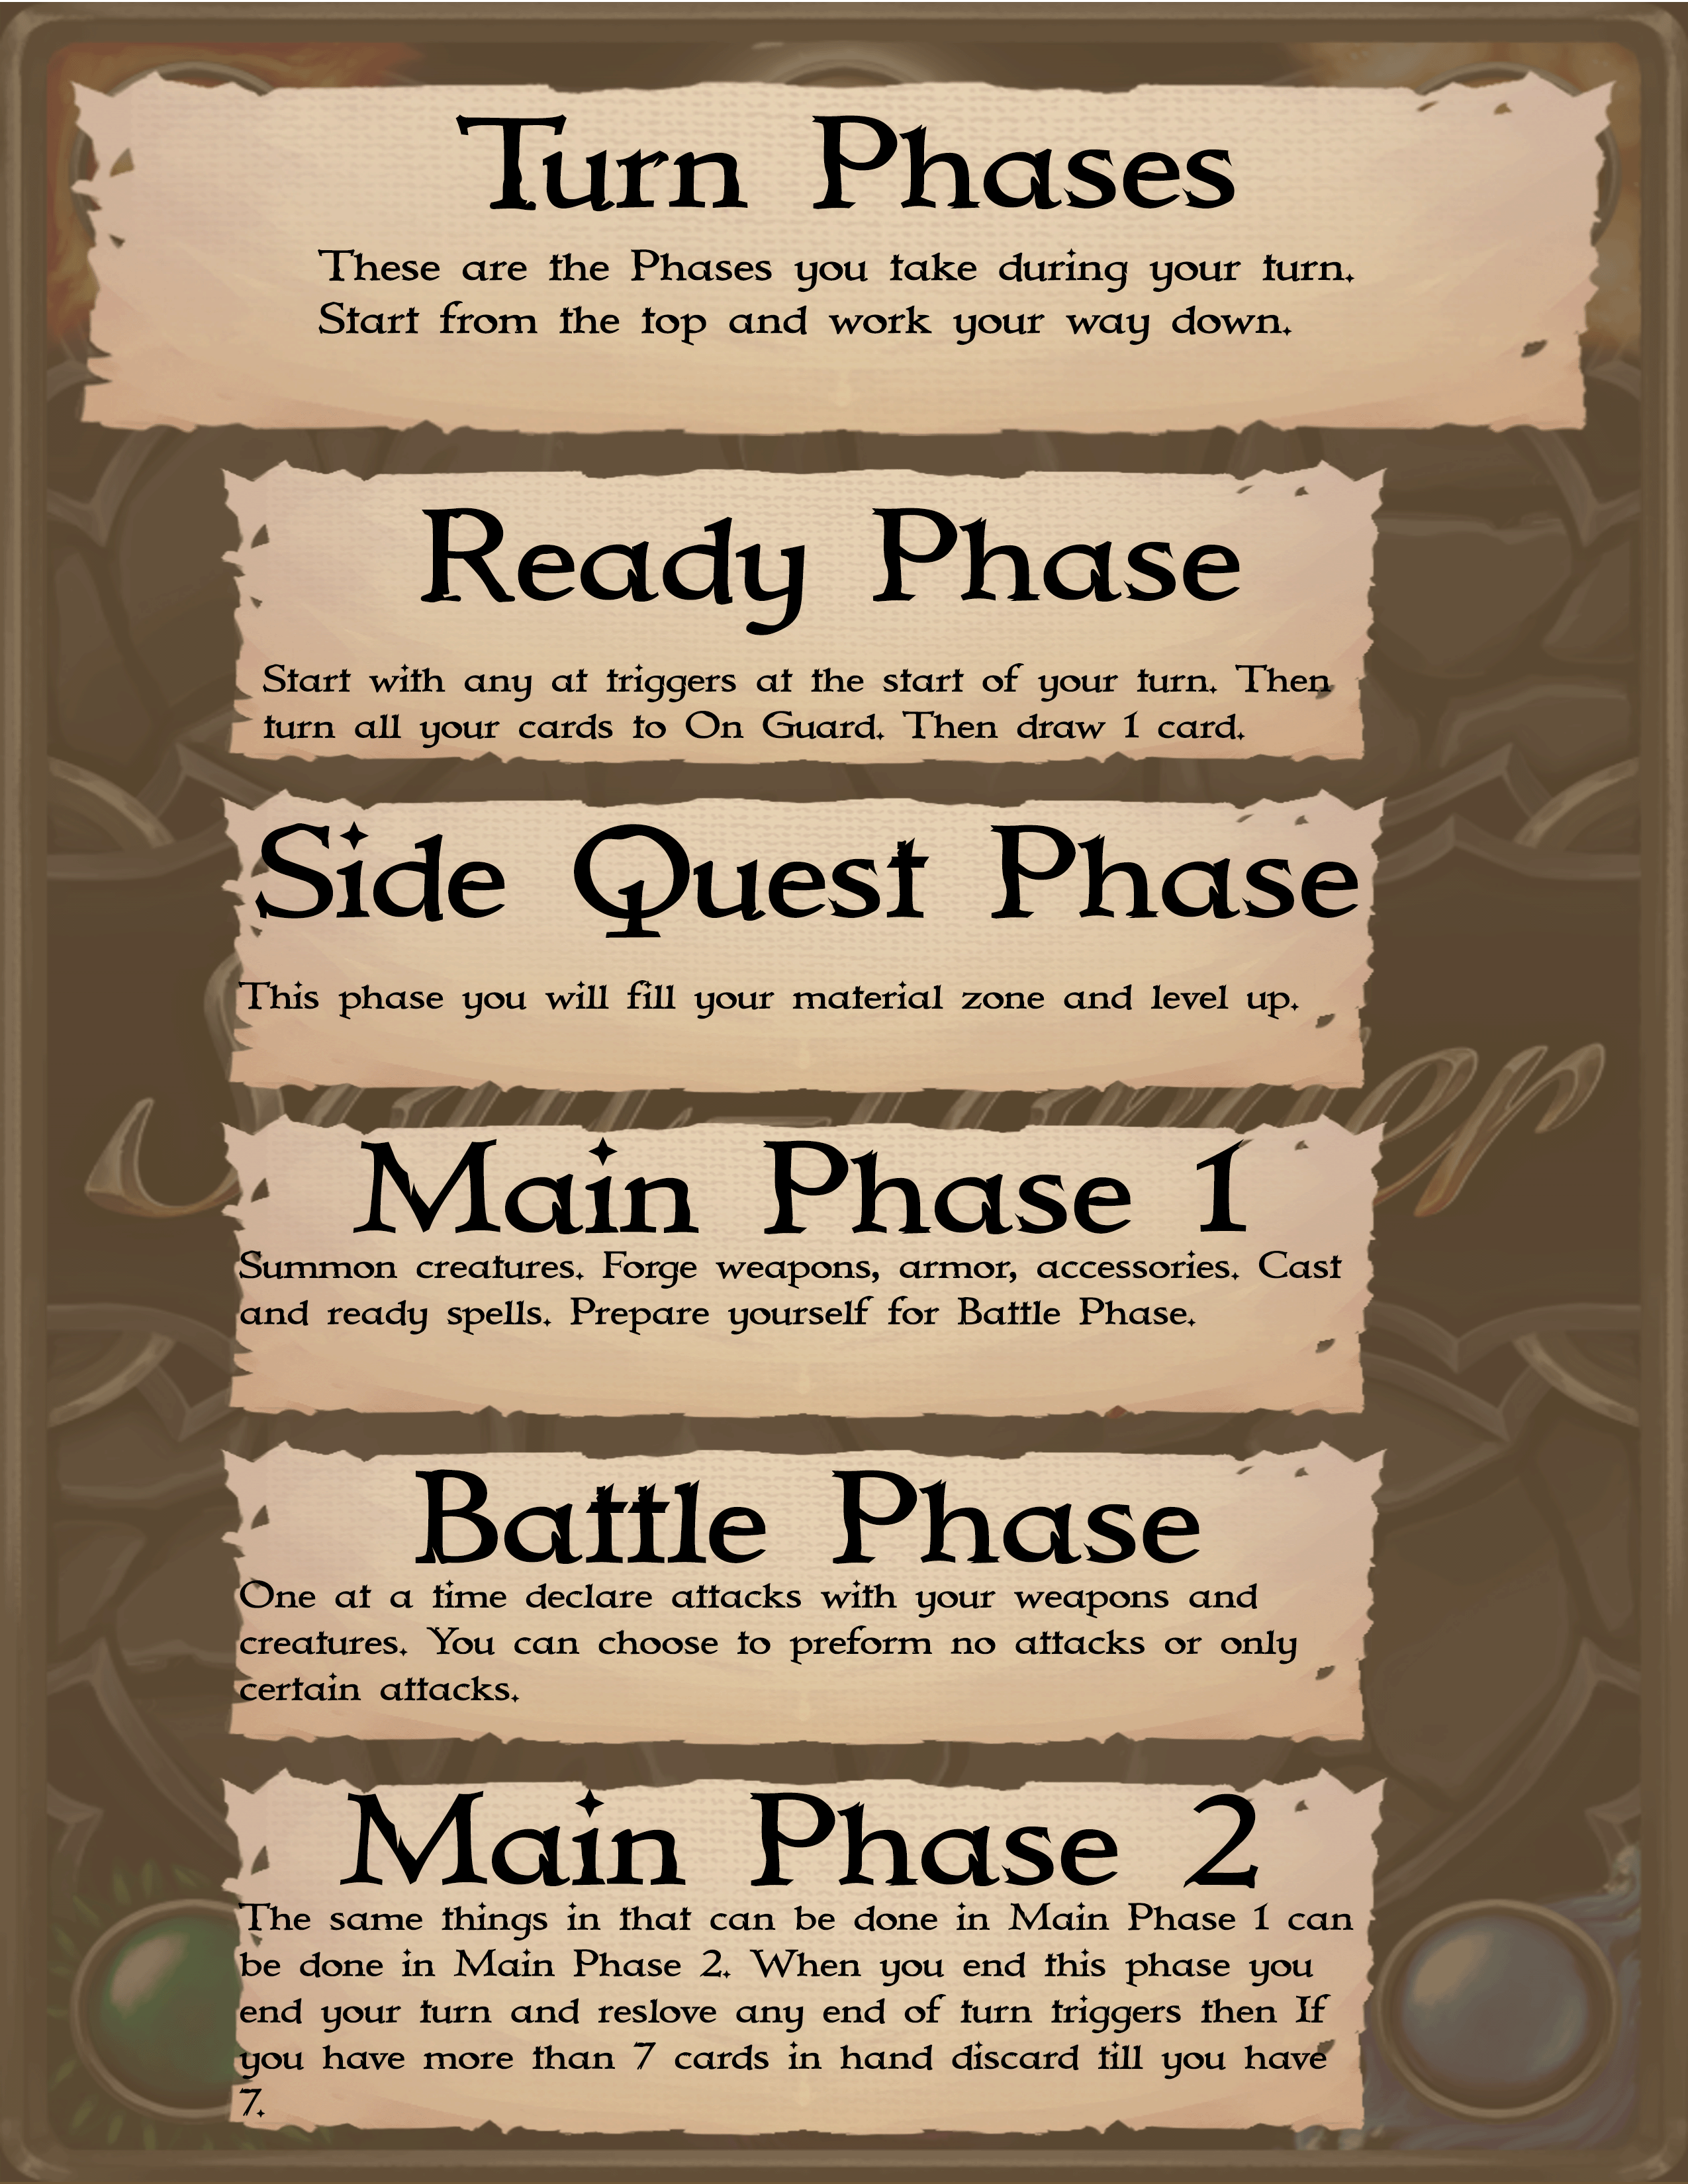 Turn Phases
These are the Phases you take during your turn.
Start from the top and work your way down.
Ready Phase
Start with any at triggers at the start of your turn. Then
turn all your cards to On Guard. Then draw 1 card.
Side Quest Phase
This phase you will fill your material zone and level up.
Main Phase 1
Summon creatures. Forge weapons, armor, accessories. Cast
and ready spells. Prepare yourself for Battle Phase.
Battle Phase
One at a time declare attacks with your weapons and
creatures. You can choose to preform no attacks or only
certain attacks.
Main Phase 2
The same things in that can be done in Main Phase 1 can
be done in Main Phase 2. When you end this phase you
end your turn and reslove any end of turn triggers then If
you have more than 7 cards in hand discard till you have
7.